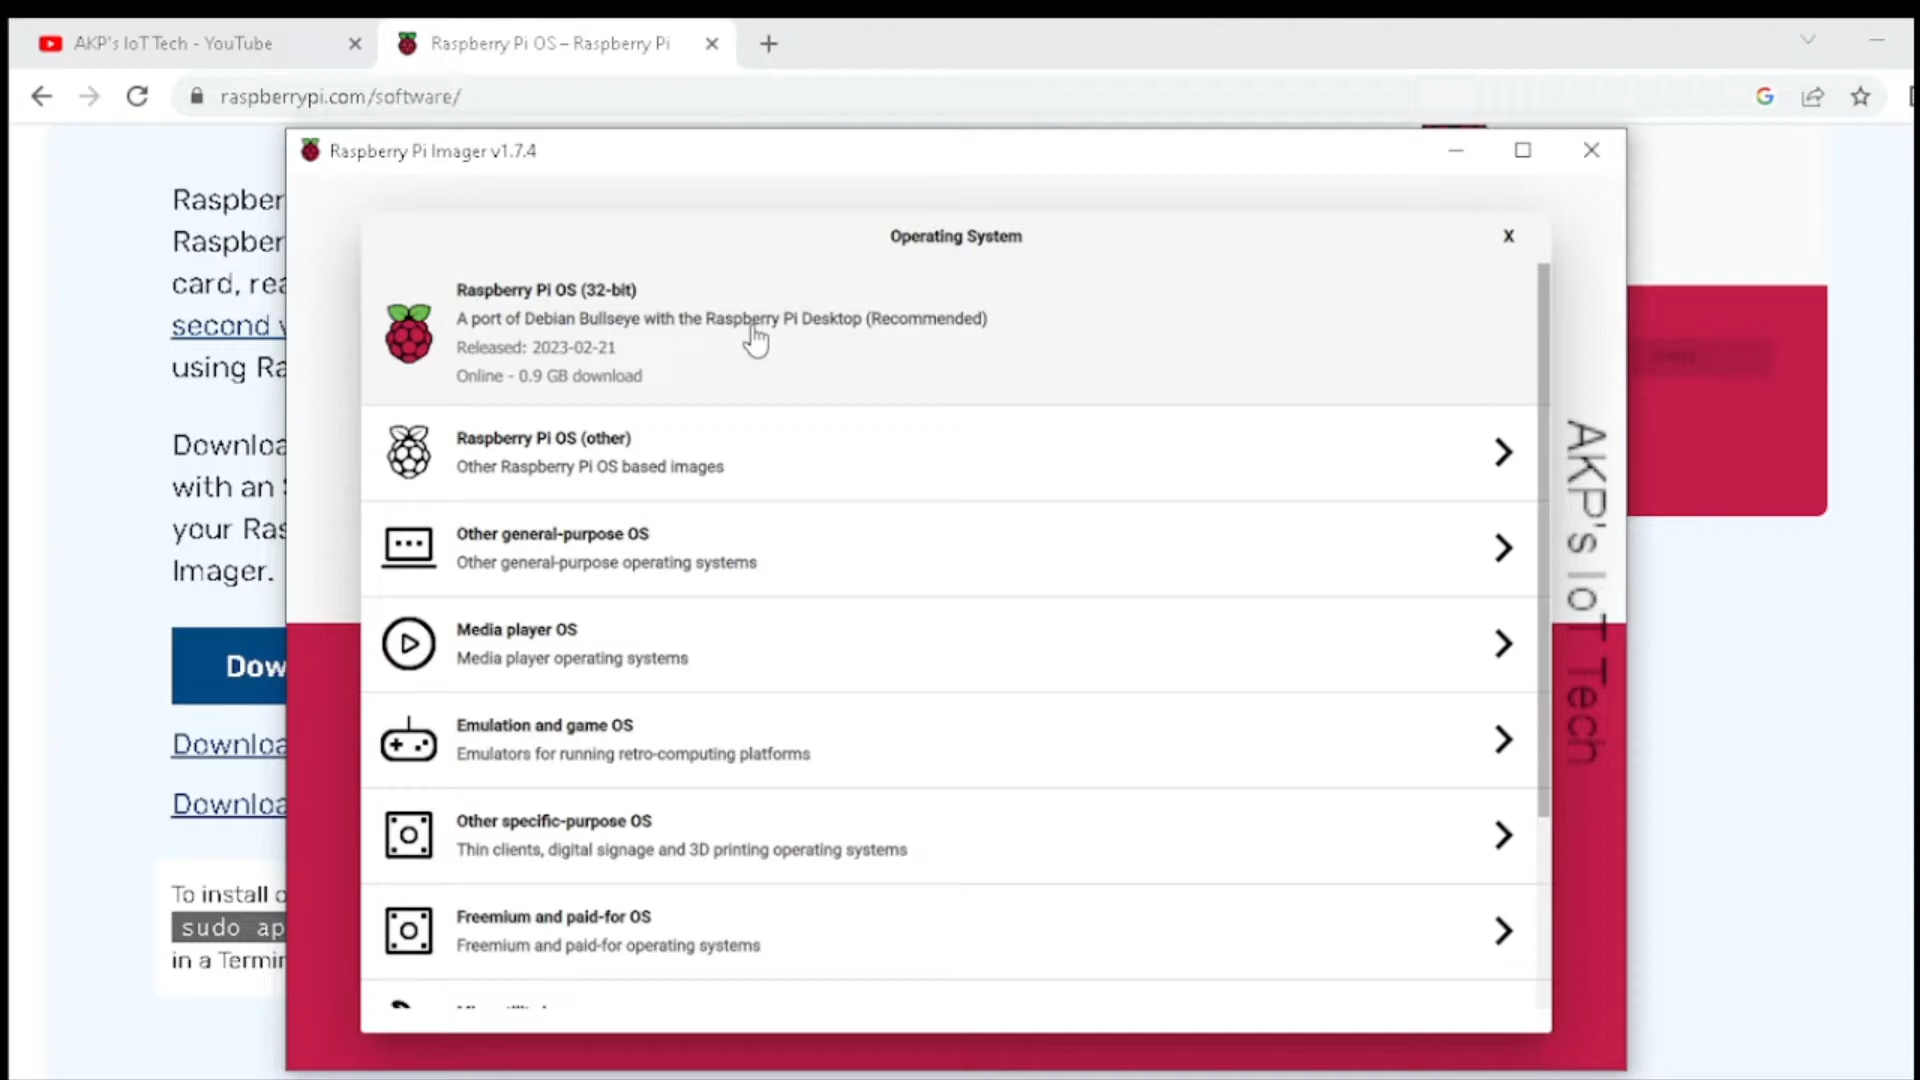 AKP's IoT Tech - YouTube
Raspberry Pi OS – Raspberry Pi
raspberrypi.com/software/
Raspberry Pi Imager v1.7.4
Operating System
X
Raspberry Pi OS (32-bit)
A port of Debian Bullseye with the Raspberry Pi Desktop (Recommended)
Released: 2023-02-21
Online - 0.9 GB download
Raspberry Pi OS (other)
Other Raspberry Pi OS based images
Other general-purpose OS
Other general-purpose operating systems
Media player OS
Media player operating systems
Emulation and game OS
Emulators for running retro-computing platforms
Other specific-purpose OS
Thin clients, digital signage and 3D printing operating systems
Freemium and paid-for OS
Freemium and paid-for operating systems
Raspber
Raspber
card, rea
second
using Ra
Downloa
with an
your Ras
Imager.
Dow
Downloa
Downloa
To install o
sudo ap
in a Termin
AKP's IoT Tech